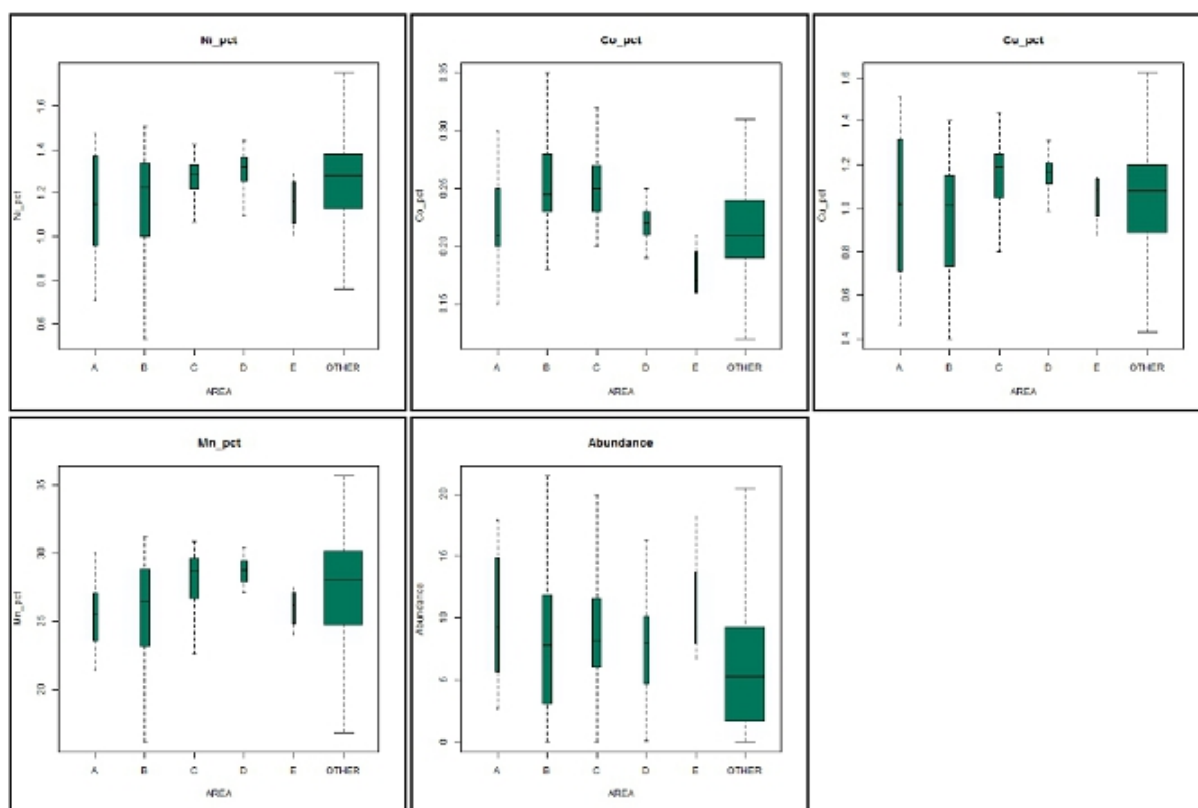 Ni_pct
Ni_pct
1.6
1.4
1.2
1.0
0.8
0.6
A B C D E OTHER
AREA
Co_pct
Co_pct
0.35
0.30
0.25
0.20
0.15
A B C D E OTHER
AREA
Cu_pct
Cu_pct
1.6
1.4
1.2
1.0
0.8
0.6
0.4
A B C D E OTHER
AREA
Mn_pct
Mn_pct
35
30
25
20
A B C D E OTHER
AREA
Abundance
Abundance
20
15
10
5
0
A B C D E OTHER
AREA